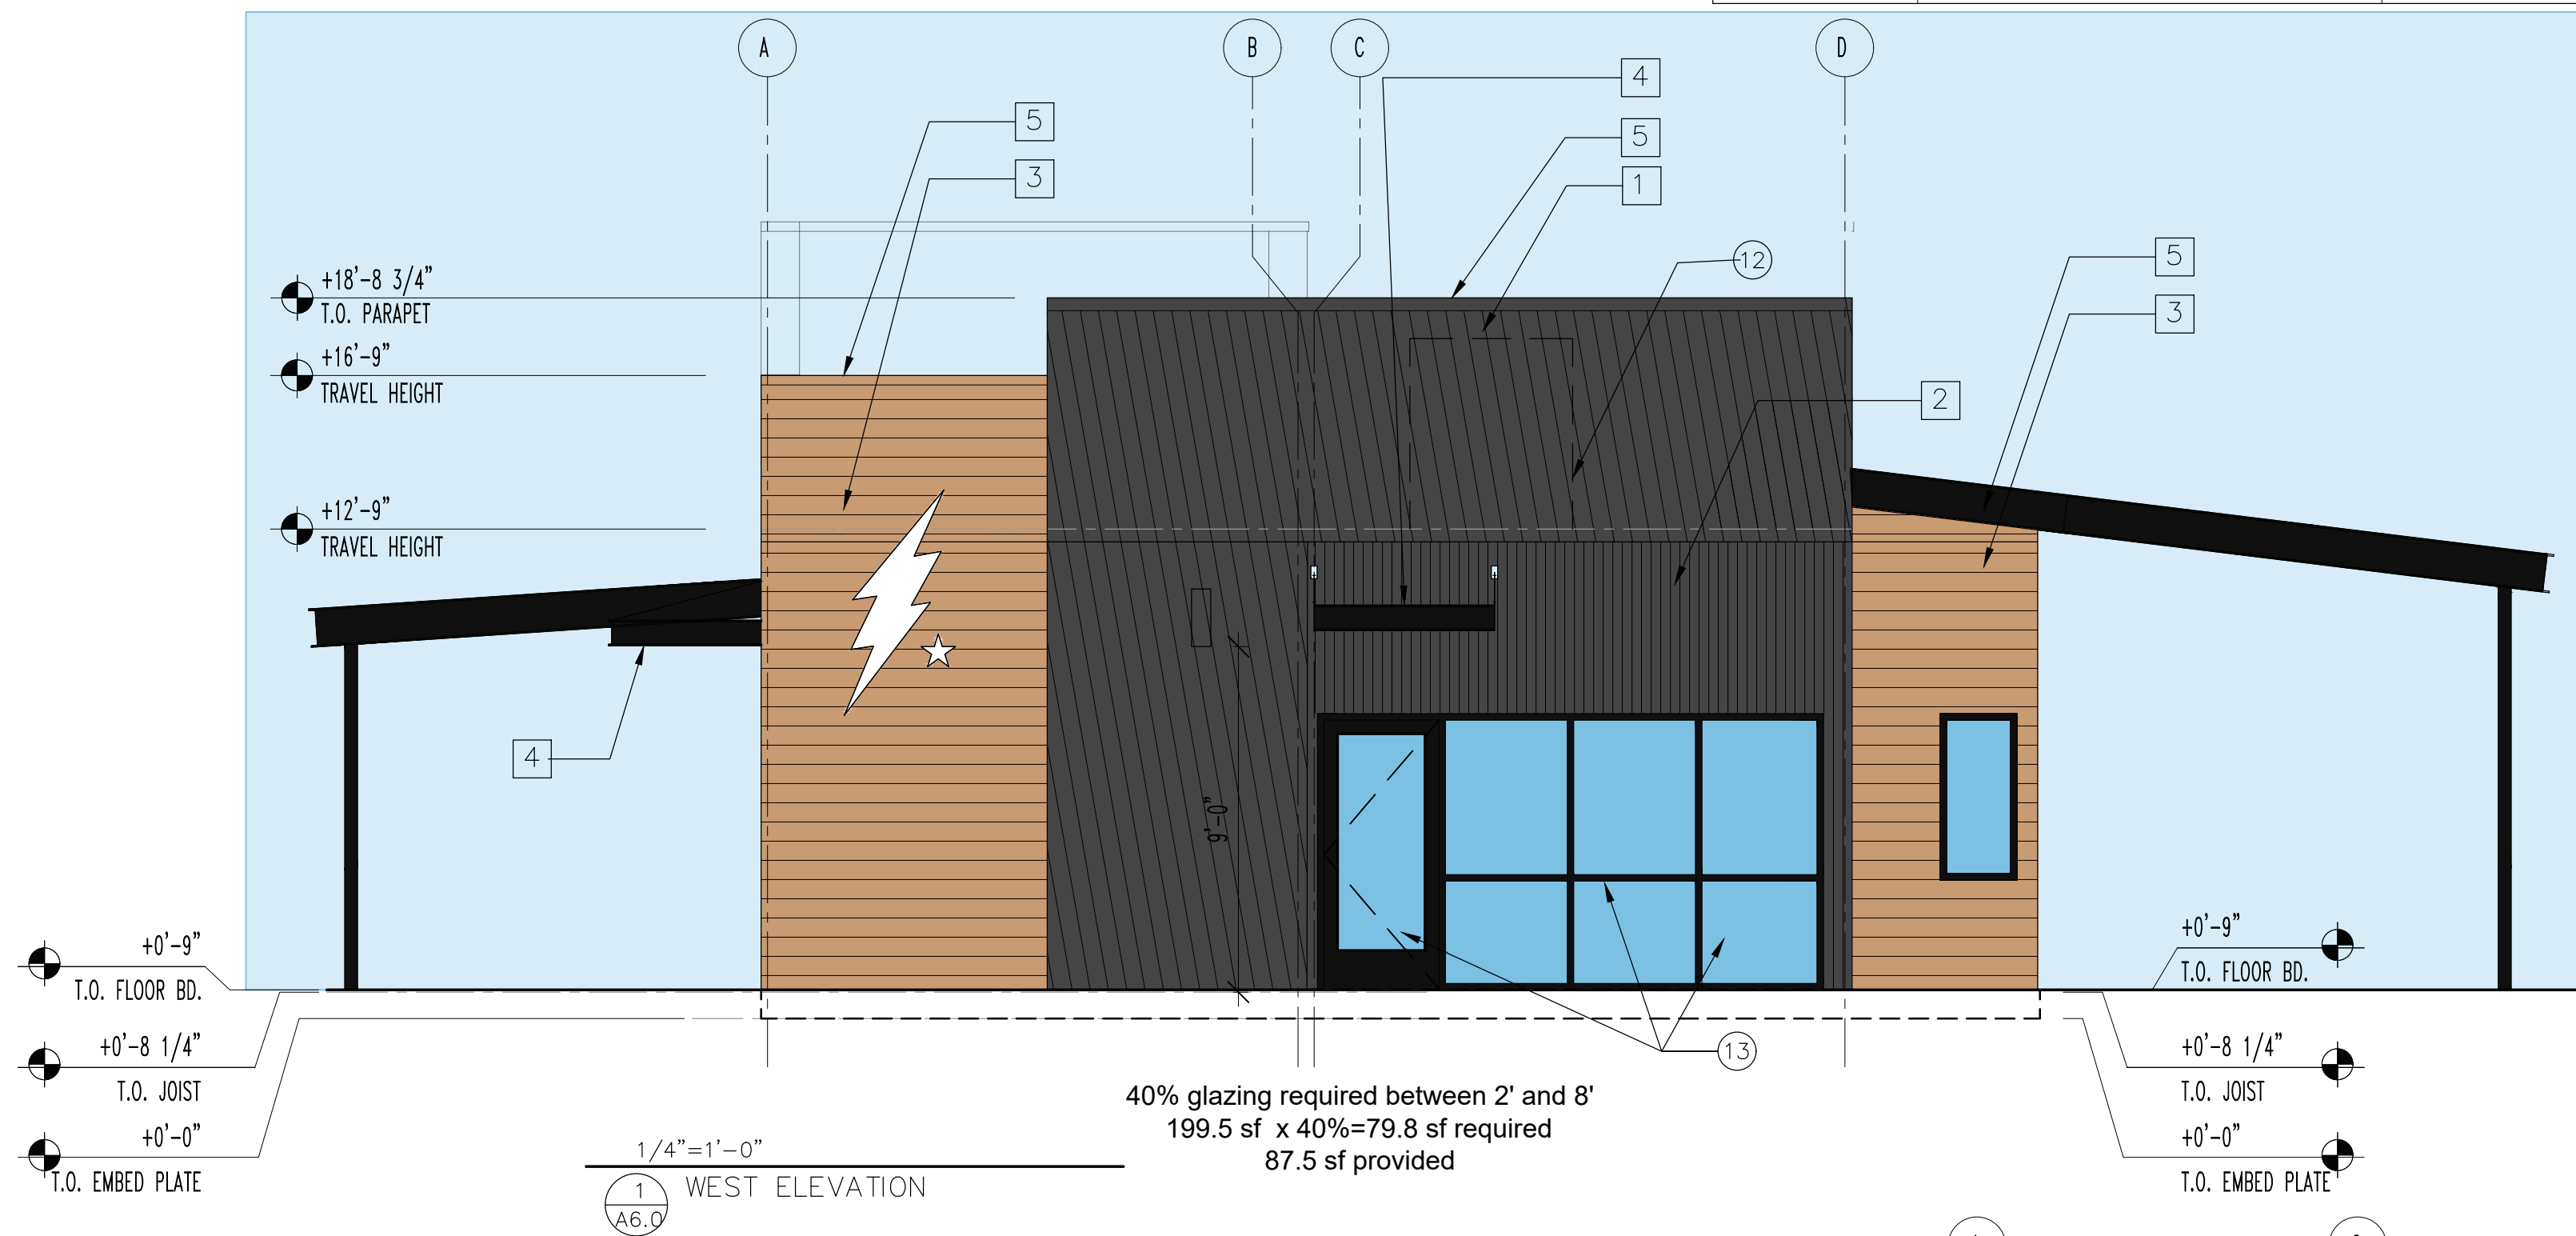 A
B
C
D
4
5
5
1
3
12
5
3
2
+18'-8 3/4"
T.O. PARAPET
+16'-9"
TRAVEL HEIGHT
+12'-9"
TRAVEL HEIGHT
4
9'-0"
+0'-9"
T.O. FLOOR BD.
+0'-8 1/4"
T.O. JOIST
+0'-0"
T.O. EMBED PLATE
+0'-9"
T.O. FLOOR BD.
+0'-8 1/4"
T.O. JOIST
+0'-0"
T.O. EMBED PLATE
13
40% glazing required between 2' and 8'
199.5 sf x 40%=79.8 sf required
87.5 sf provided
1/4"=1'-0"
1
WEST ELEVATION
A6.0